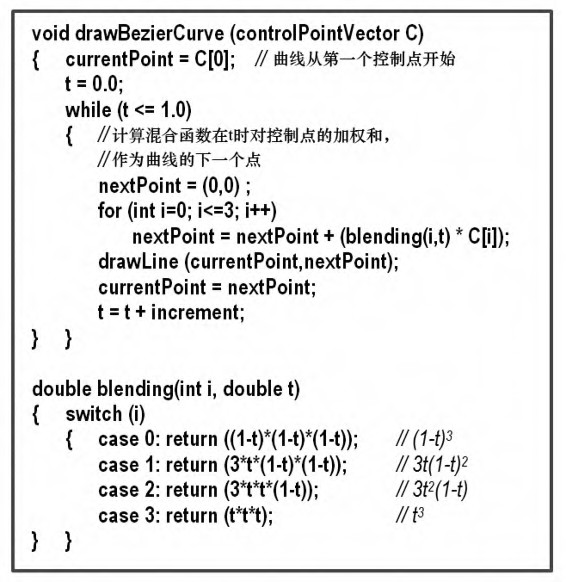 void drawBezierCurve (controlPointVector C)
{ currentPoint = C[0]; // 曲线从第一个控制点开始
t = 0.0;
while (t <= 1.0)
{ //计算混合函数在t时对控制点的加权和，
//作为曲线的下一个点
nextPoint = (0,0) ;
for (int i=0; i<=3; i++)
nextPoint = nextPoint + (blending(i,t) * C[i]);
drawLine (currentPoint,nextPoint);
currentPoint = nextPoint;
t = t + increment;
} }
double blending(int i, double t)
{ switch (i)
{ case 0: return ((1-t)*(1-t)*(1-t)); // (1-t)³
case 1: return (3*t*(1-t)*(1-t)); // 3t(1-t)²
case 2: return (3*t*t*(1-t)); // 3t²(1-t)
case 3: return (t*t*t); // t³
} }